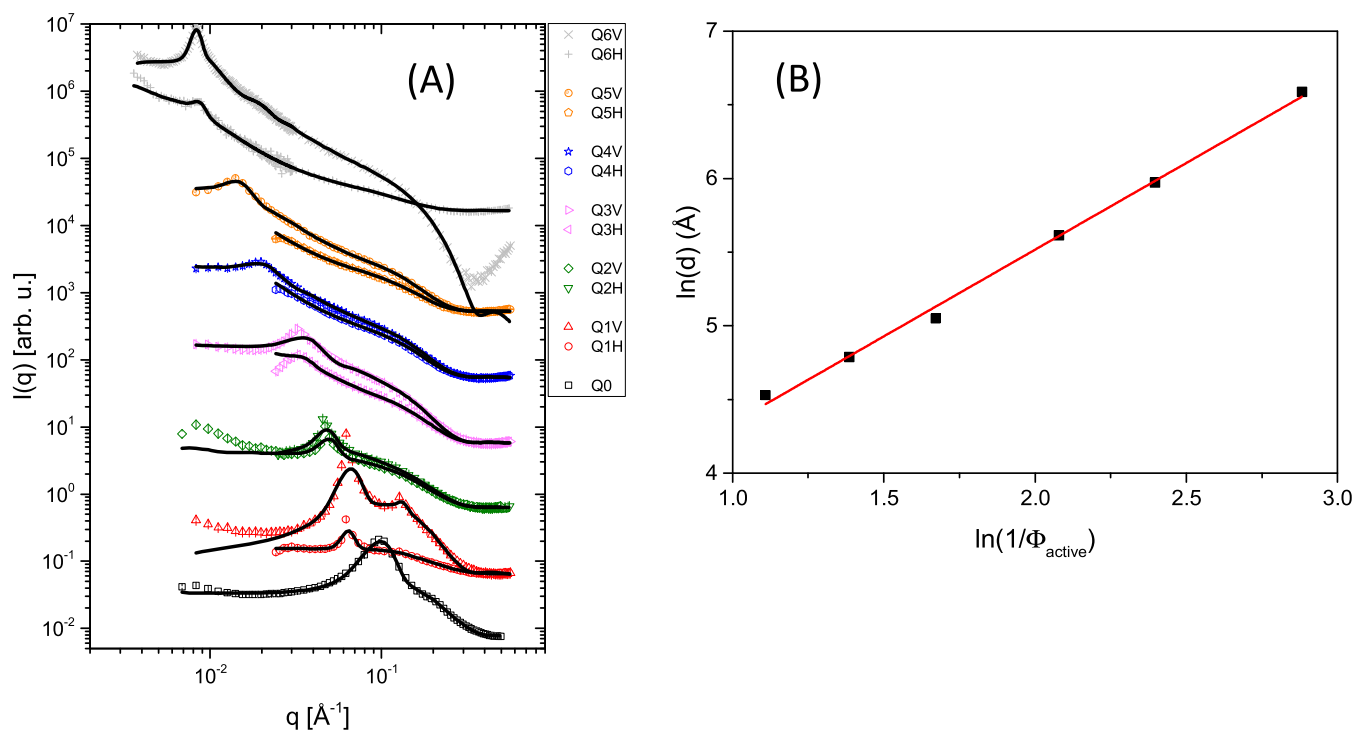 (A)
10^7
10^6
10^5
10^4
10^3
10^2
10^1
10^0
10^-1
10^-2
I(q) [arb. u.]
10^-2
10^-1
q [Å^-1]
Q6V
Q6H
Q5V
Q5H
Q4V
Q4H
Q3V
Q3H
Q2V
Q2H
Q1V
Q1H
Q0
(B)
7
6
5
4
ln(d) (Å)
1.0
1.5
2.0
2.5
3.0
ln(1/Φ_active)